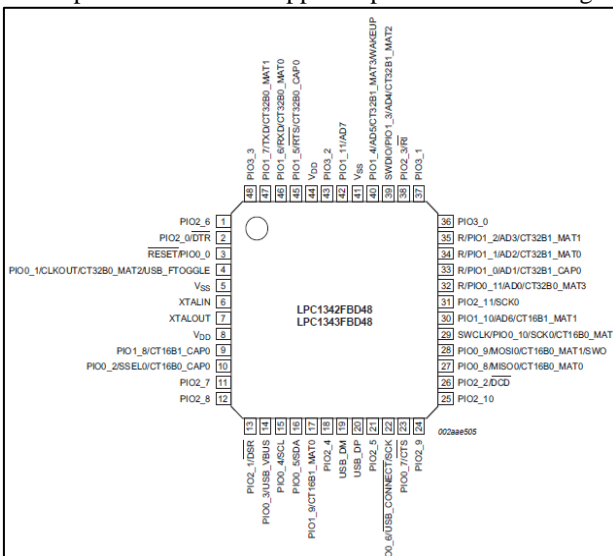 PIO3_3
PIO1_7/TXD/CT32B0_MAT1
PIO1_6/RXD/CT32B0_MAT0
PIO1_5/RTS/CT32B0_CAP0
VDD
PIO3_2
PIO1_11/AD7
VSS
PIO1_4/AD5/CT32B1_MAT3/WAKEUP
SWDIO/PIO1_3/AD4/CT32B1_MAT2
PIO2_3/RI
PIO3_1
48 47 46 45 44 43 42 41 40 39 38 37
PIO2_6 1
PIO2_0/DTR 2
RESET/PIO0_0 3
PIO0_1/CLKOUT/CT32B0_MAT2/USB_FTOGGLE 4
VSS 5
XTALIN 6
XTALOUT 7
VDD 8
PIO1_8/CT16B1_CAP0 9
PIO0_2/SSEL0/CT16B0_CAP0 10
PIO2_7 11
PIO2_8 12
LPC1342FBD48
LPC1343FBD48
36 PIO3_0
35 R/PIO1_2/AD3/CT32B1_MAT1
34 R/PIO1_1/AD2/CT32B1_MAT0
33 R/PIO1_0/AD1/CT32B1_CAP0
32 R/PIO0_11/AD0/CT32B0_MAT3
31 PIO2_11/SCK0
30 PIO1_10/AD6/CT16B1_MAT1
29 SWCLK/PIO0_10/SCK0/CT16B0_MAT
28 PIO0_9/MOSI0/CT16B0_MAT1/SWO
27 PIO0_8/MISO0/CT16B0_MAT0
26 PIO2_2/DCD
25 PIO2_10
13 14 15 16 17 18 19 20 21 22 23 24
PIO2_1/DSR
PIO0_3/USB_VBUS
PIO0_4/SCL
PIO0_5/SDA
PIO1_9/CT16B1_MAT0
PIO2_4
USB_DM
USB_DP
PIO2_5
O0_6/USB_CONNECT/SCK
PIO0_7/CTS
PIO2_9
002aae505